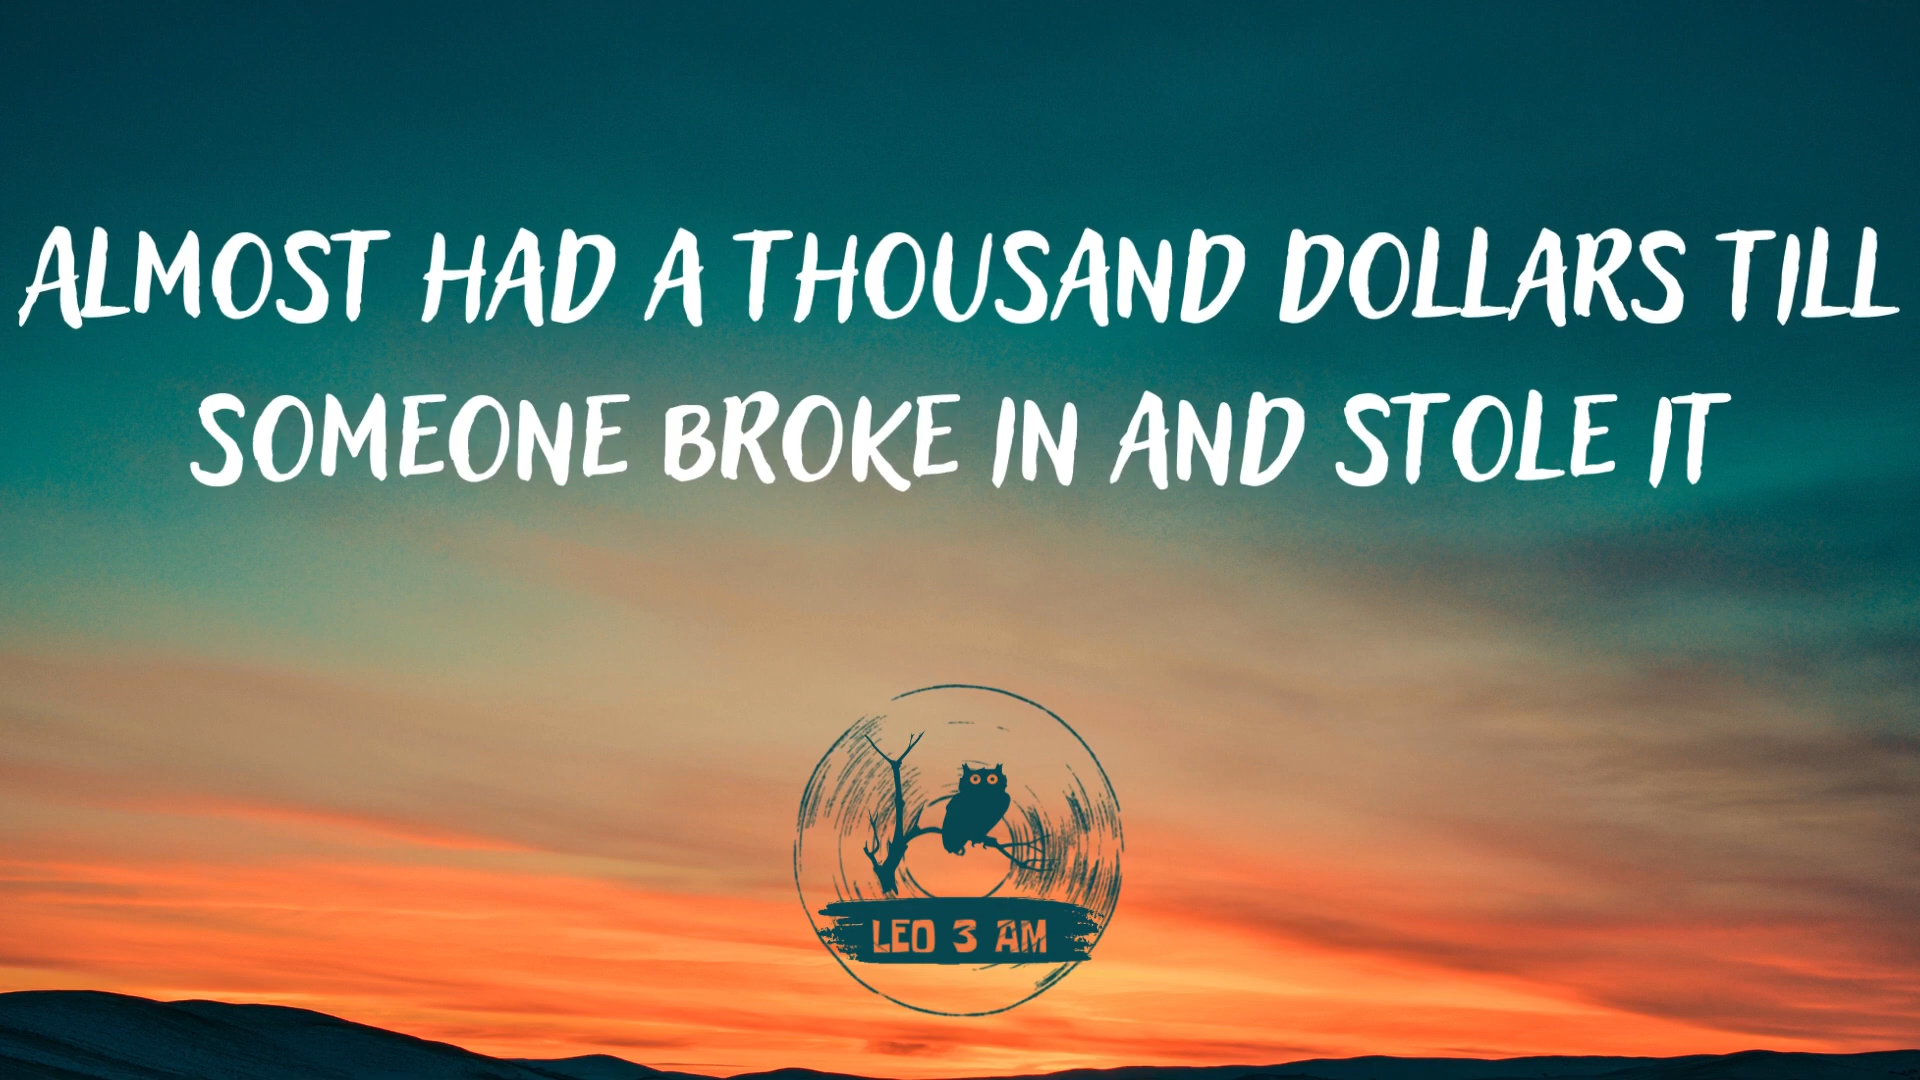 ALMOST HAD A THOUSAND DOLLARS TILL
SOMEONE BROKE IN AND STOLE IT
LEO 3 AM